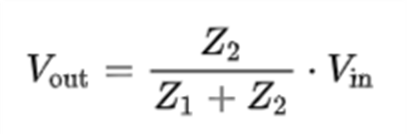 V_out = Z_2 / (Z_1 + Z_2) · V_in